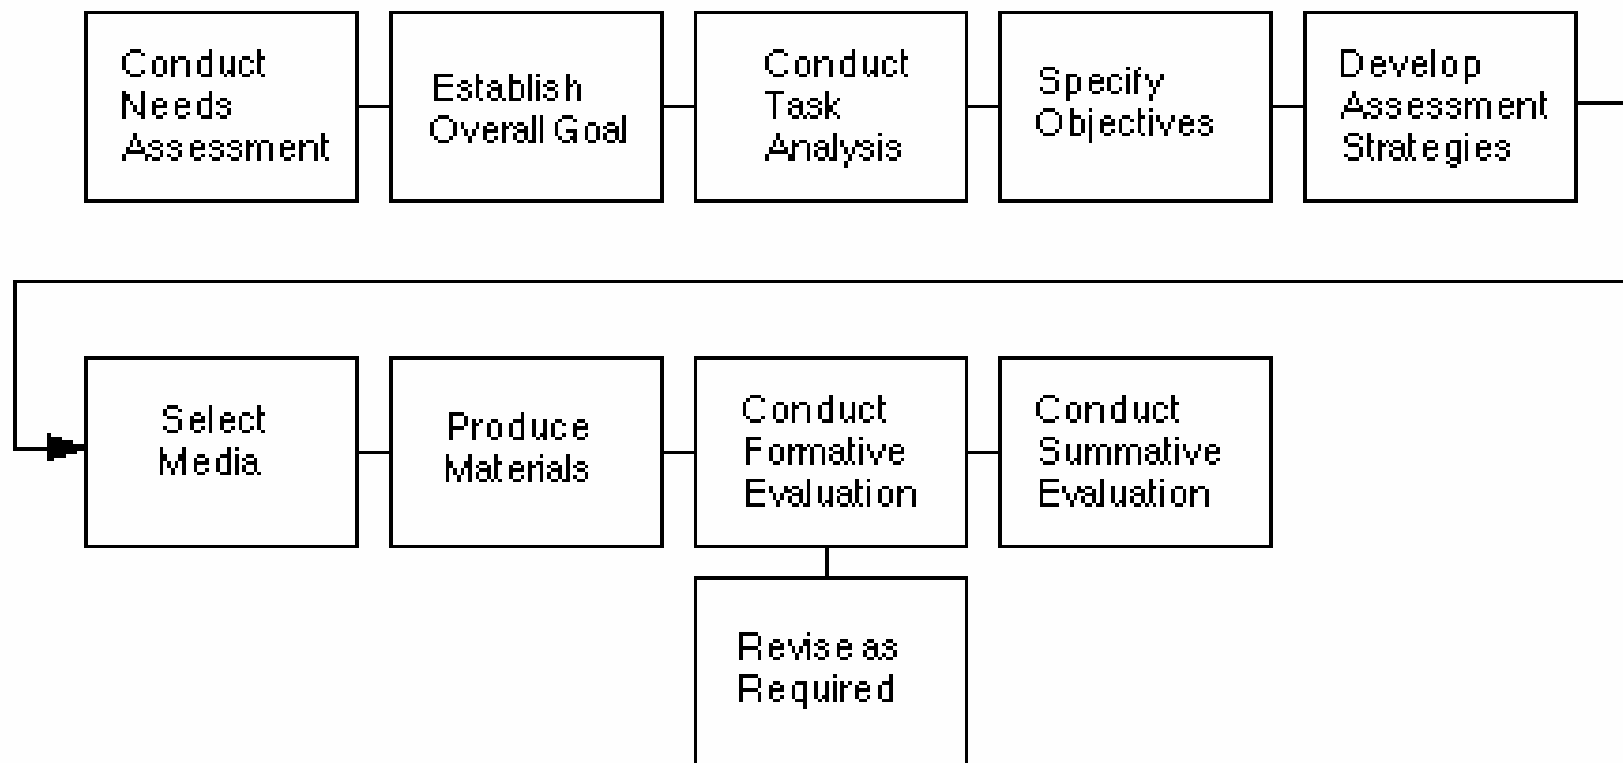 Conduct
Needs
Assessment
Establish
Overall Goal
Conduct
Task
Analysis
Specify
Objectives
Develop
Assessment
Strategies
Select
Media
Produce
Materials
Conduct
Formative
Evaluation
Conduct
Summative
Evaluation
Revise as
Required